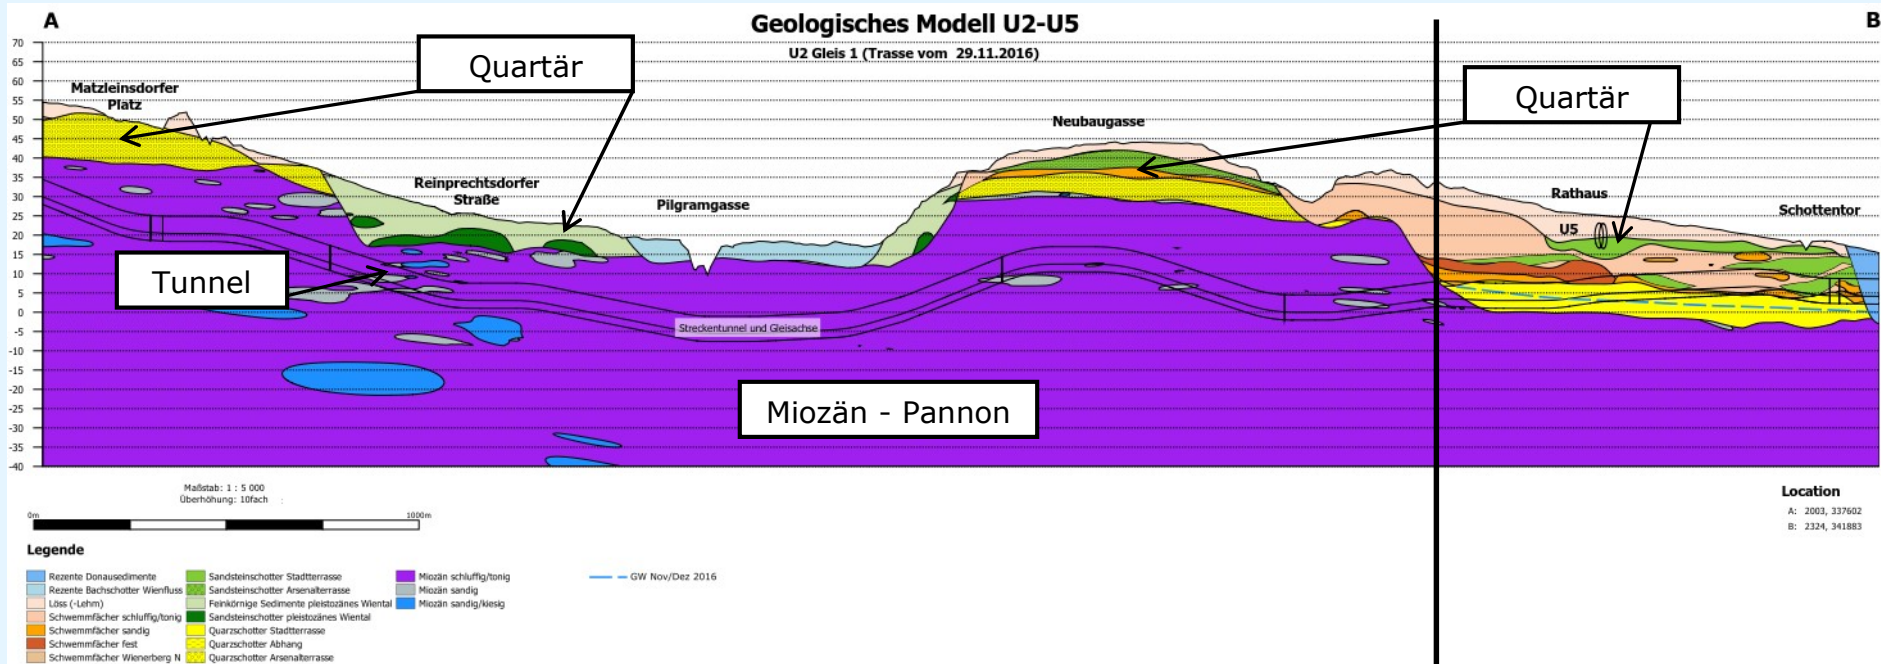 A
Geologisches Modell U2-U5
B
U2 Gleis 1 (Trasse vom 29.11.2016)
70
65
60
55
50
45
40
35
30
25
20
15
10
5
0
-5
-10
-15
-20
-25
-30
-35
-40
Quartär
Quartär
Matzleinsdorfer
Platz
Neubaugasse
Reinprechtsdorfer
Straße
Pilgramgasse
Rathaus
Schottentor
U5
Tunnel
Streckentunnel und Gleisachse
Miozän - Pannon
Maßstab: 1 : 5 000
Überhöhung: 10fach
0m
1000m
Location
A: 2003, 337602
B: 2324, 341883
Legende
Rezente Donausedimente
Rezente Bachschotter Wienfluss
Löss (-Lehm)
Schwemmfächer schluffig/tonig
Schwemmfächer sandig
Schwemmfächer fest
Schwemmfächer Wienerberg N
Sandsteinschotter Stadtterrasse
Sandsteinschotter Arsenalterrasse
Feinkörnige Sedimente pleistozänes Wiental
Sandsteinschotter pleistozänes Wiental
Quarzschotter Stadtterrasse
Quarzschotter Abhang
Quarzschotter Arsenalterrasse
Miozän schluffig/tonig
Miozän sandig
Miozän sandig/kiesig
GW Nov/Dez 2016